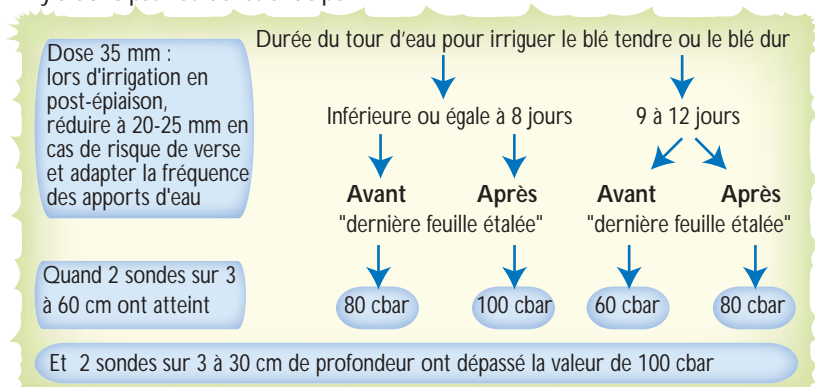 Dose 35 mm :
lors d'irrigation en
post-épiaison,
réduire à 20-25 mm en
cas de risque de verse
et adapter la fréquence
des apports d'eau
Durée du tour d'eau pour irriguer le blé tendre ou le blé dur
Inférieure ou égale à 8 jours 9 à 12 jours
Avant Après Avant Après
"dernière feuille étalée" "dernière feuille étalée"
Quand 2 sondes sur 3
à 60 cm ont atteint
80 cbar 100 cbar 60 cbar 80 cbar
Et 2 sondes sur 3 à 30 cm de profondeur ont dépassé la valeur de 100 cbar